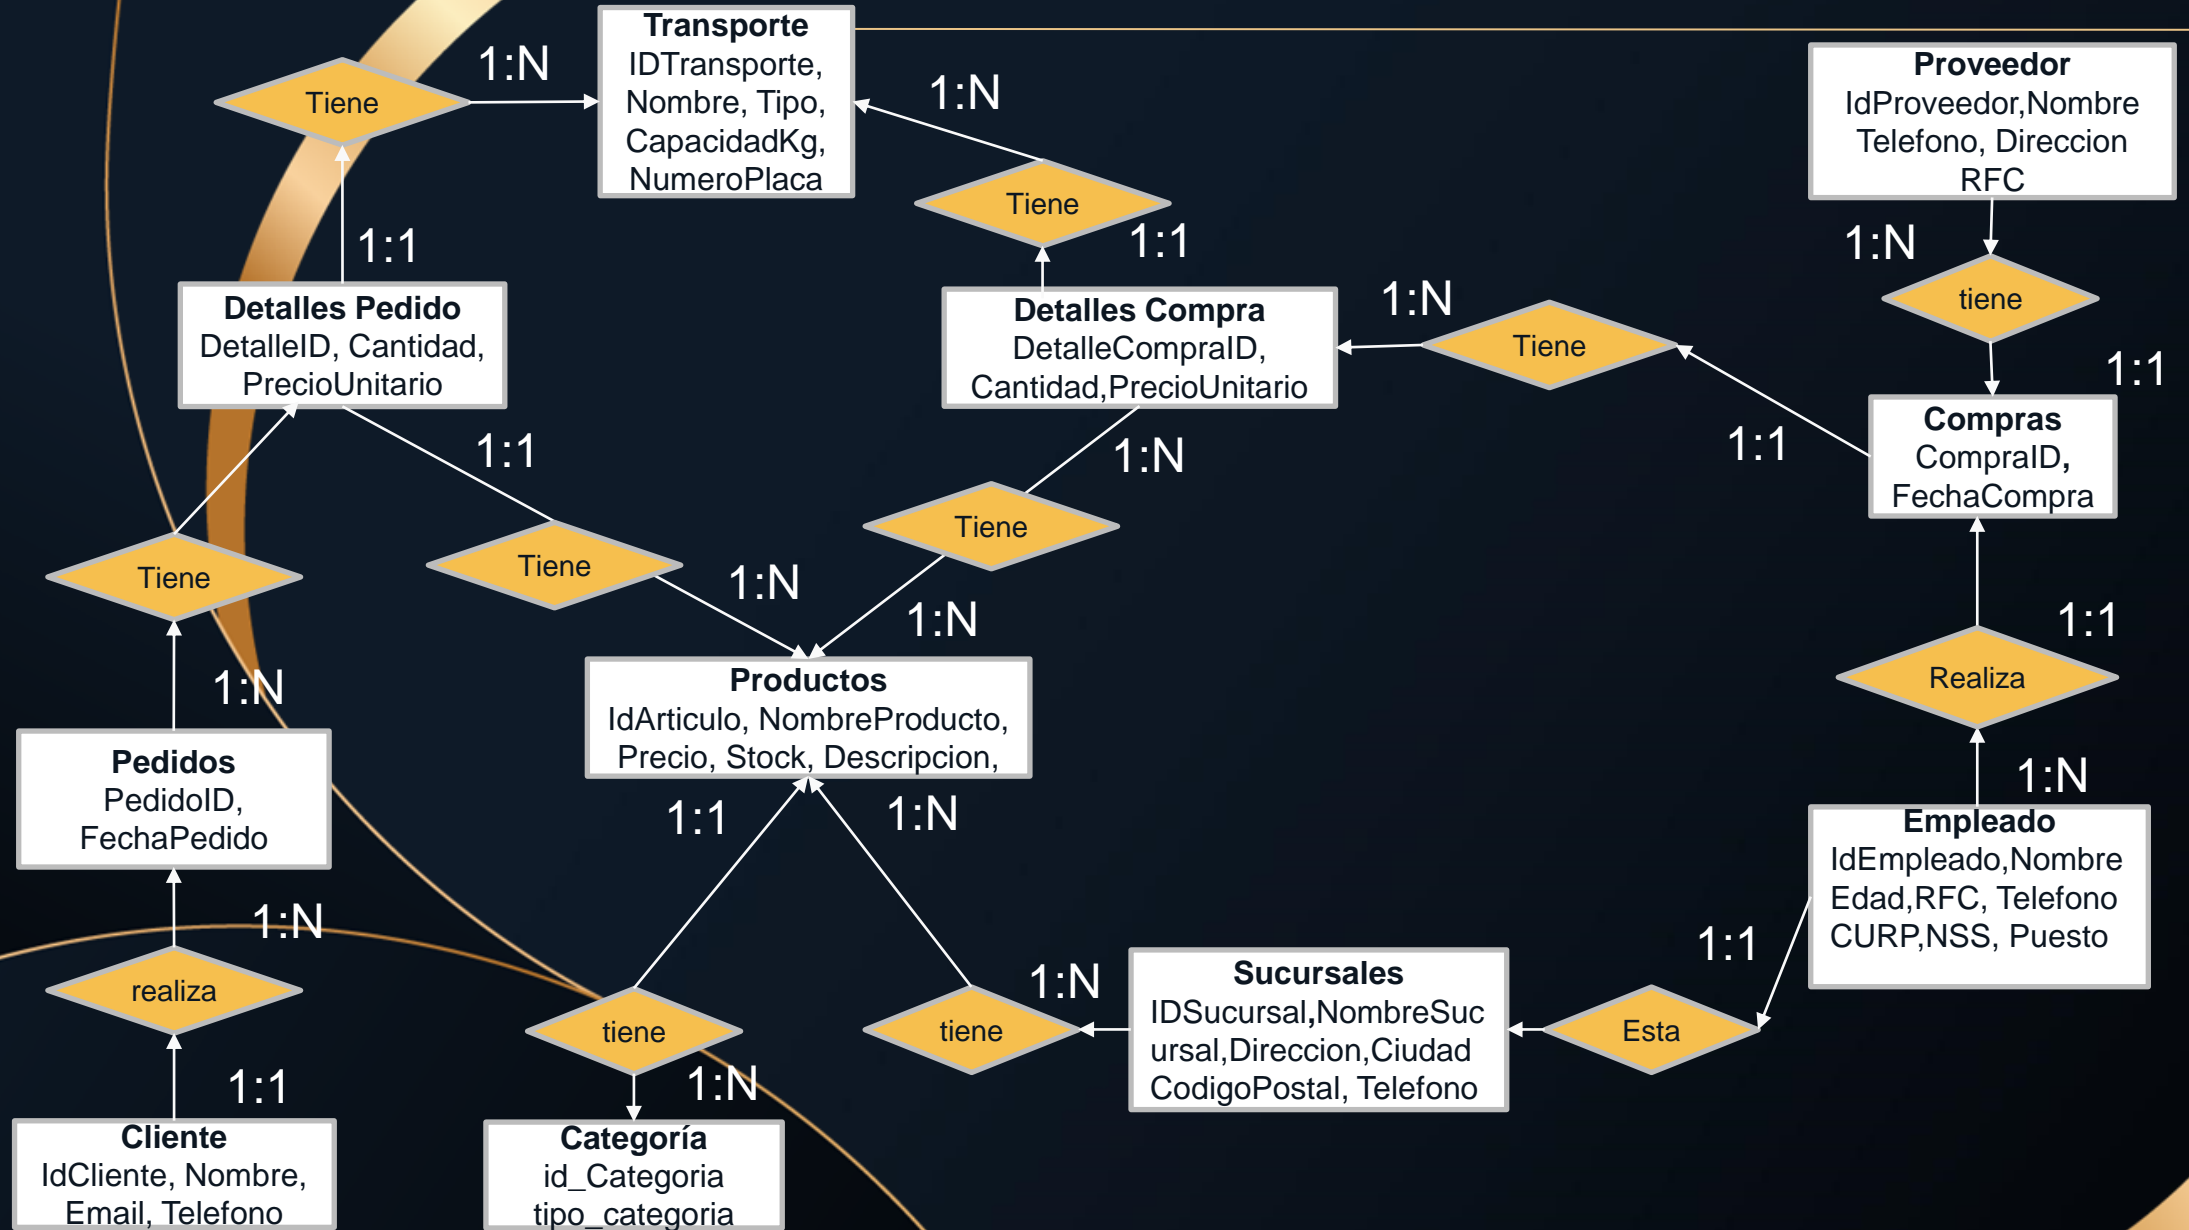 Transporte
IDTransporte,
Nombre, Tipo,
CapacidadKg,
NumeroPlaca
1:N
Tiene
1:N
Tiene
1:1
1:1
Proveedor
IdProveedor,Nombre
Telefono, Direccion
RFC
1:N
tiene
1:1
Detalles Pedido
DetalleID, Cantidad,
PrecioUnitario
Detalles Compra
DetalleCompraID,
Cantidad,PrecioUnitario
1:N
Tiene
1:1
Compras
CompraID,
FechaCompra
1:1
Tiene
1:N
1:N
Tiene
1:N
Tiene
1:N
Productos
IdArticulo, NombreProducto,
Precio, Stock, Descripcion,
1:1
Realiza
1:N
Pedidos
PedidoID,
FechaPedido
1:1
1:N
Empleado
IdEmpleado,Nombre
Edad,RFC, Telefono
CURP,NSS, Puesto
1:N
realiza
1:1
tiene
1:N
tiene
1:N
Sucursales
IDSucursal,NombreSuc
ursal,Direccion,Ciudad
CodigoPostal, Telefono
1:1
Esta
Cliente
IdCliente, Nombre,
Email, Telefono
Categoría
id_Categoria
tipo_categoria